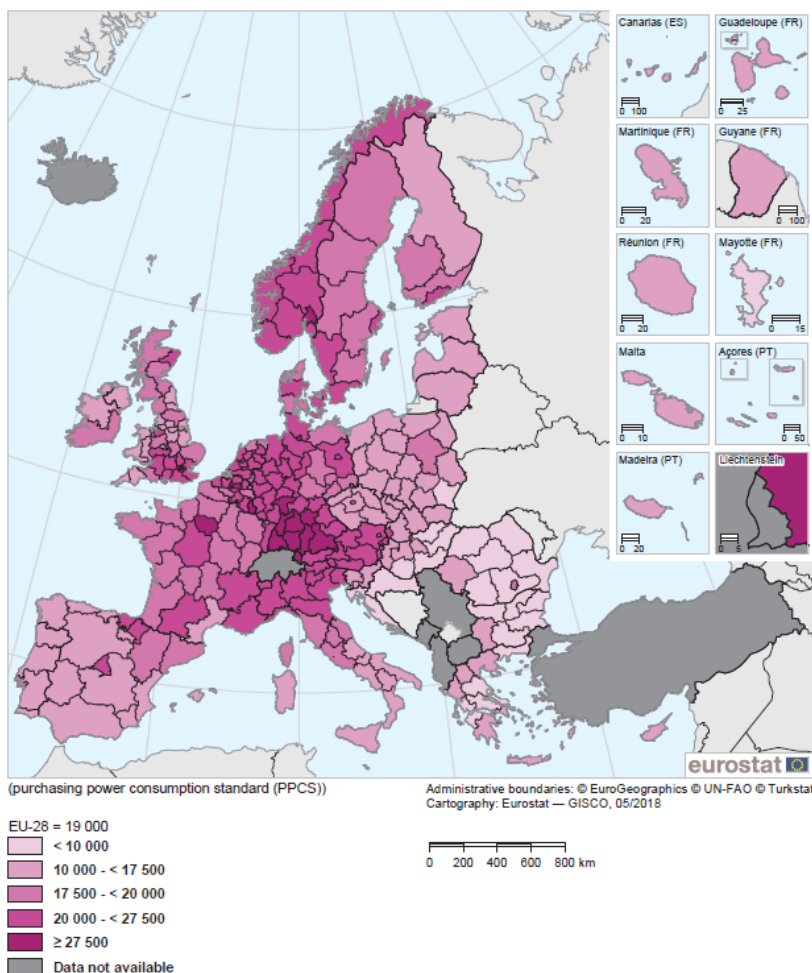 Canarias (ES)
0 100
Guadeloupe (FR)
0 25
Martinique (FR)
0 20
Guyane (FR)
0 100
Réunion (FR)
0 20
Mayotte (FR)
0 15
Malta
0 10
Açores (PT)
0 50
Madeira (PT)
0 20
Liechtenstein
0 5
eurostat
(purchasing power consumption standard (PPCS))
Administrative boundaries: © EuroGeographics © UN-FAO © Turkstat
Cartography: Eurostat — GISCO, 05/2018
EU-28 = 19 000
< 10 000
10 000 - < 17 500
17 500 - < 20 000
20 000 - < 27 500
≥ 27 500
Data not available
0 200 400 600 800 km